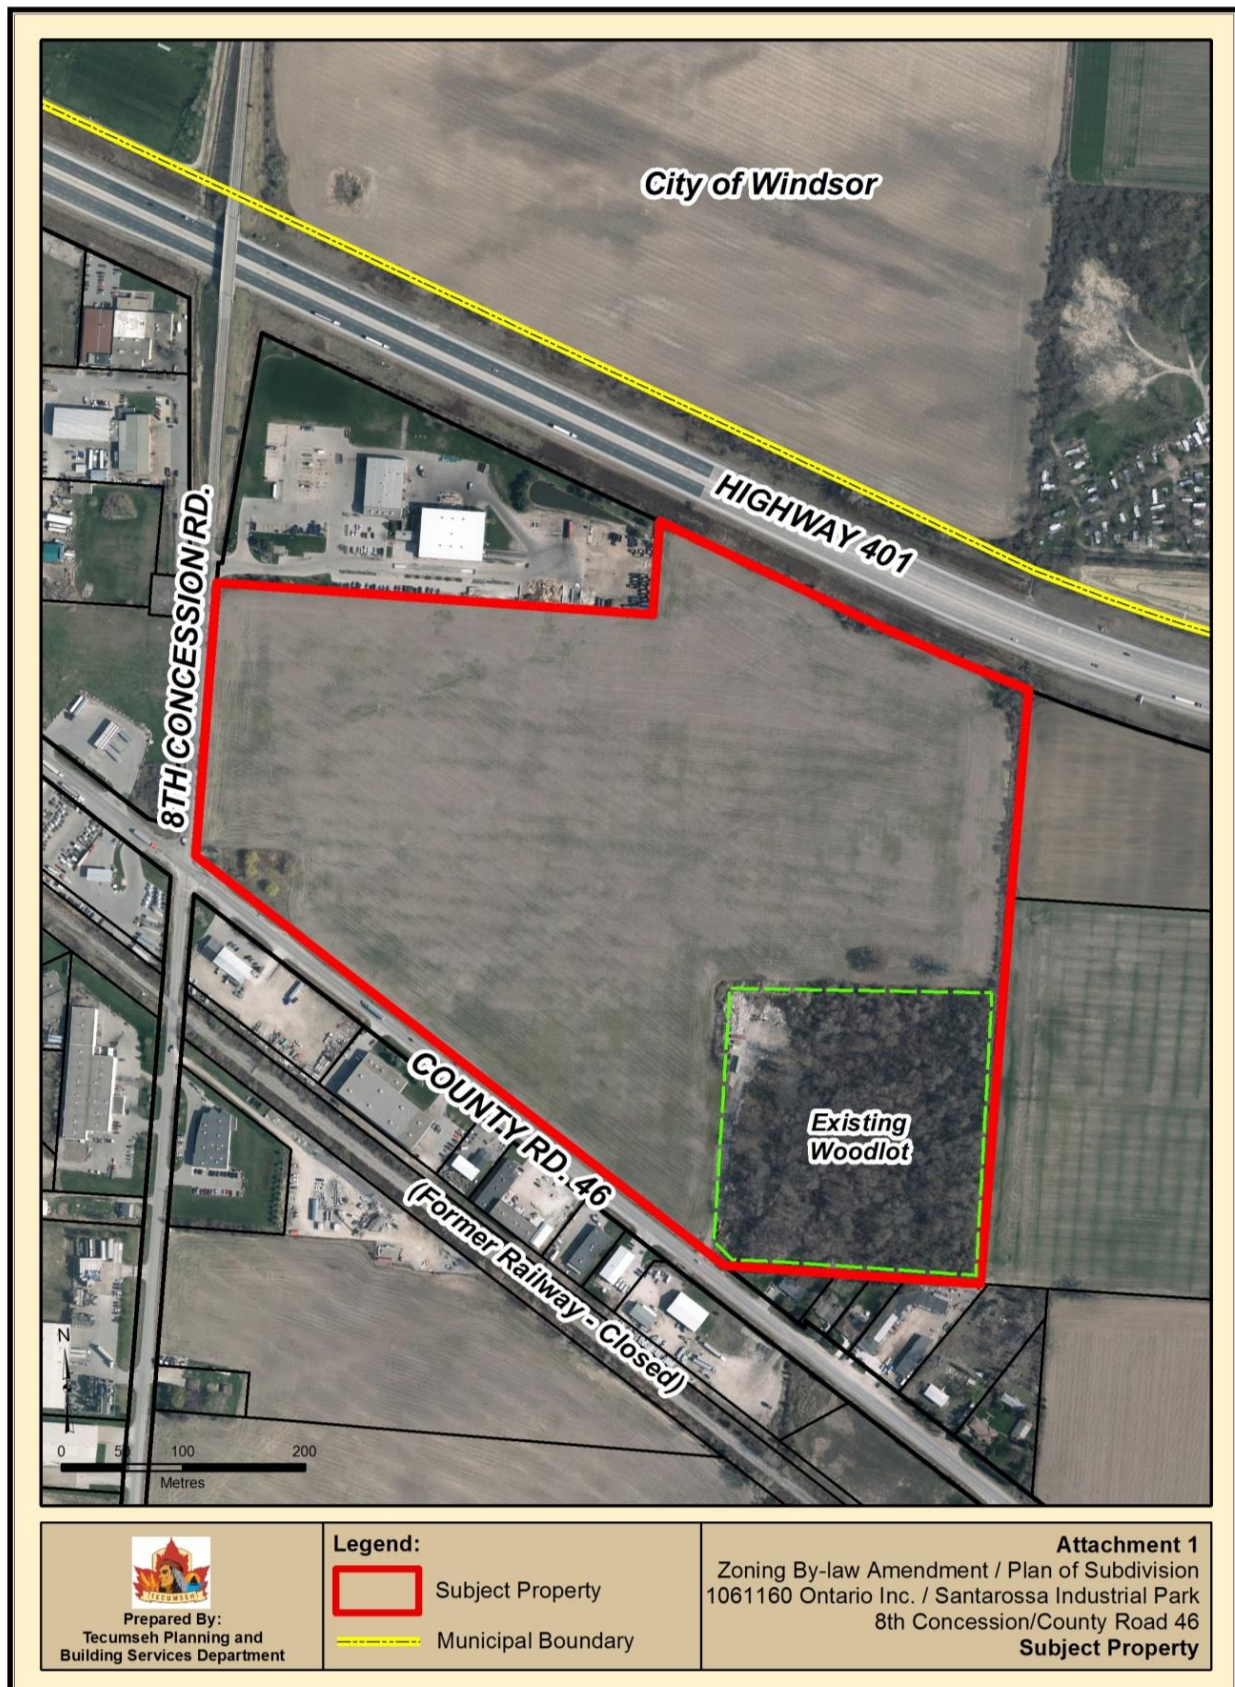 City of Windsor
HIGHWAY 401
8TH CONCESSION RD.
Existing
Woodlot
COUNTY RD. 46
(Former Railway - Closed)
N
0 50 100 200
Metres
TECUMSEH
Prepared By:
Tecumseh Planning and
Building Services Department
Legend:
Subject Property
Municipal Boundary
Attachment 1
Zoning By-law Amendment / Plan of Subdivision
1061160 Ontario Inc. / Santarossa Industrial Park
8th Concession/County Road 46
Subject Property